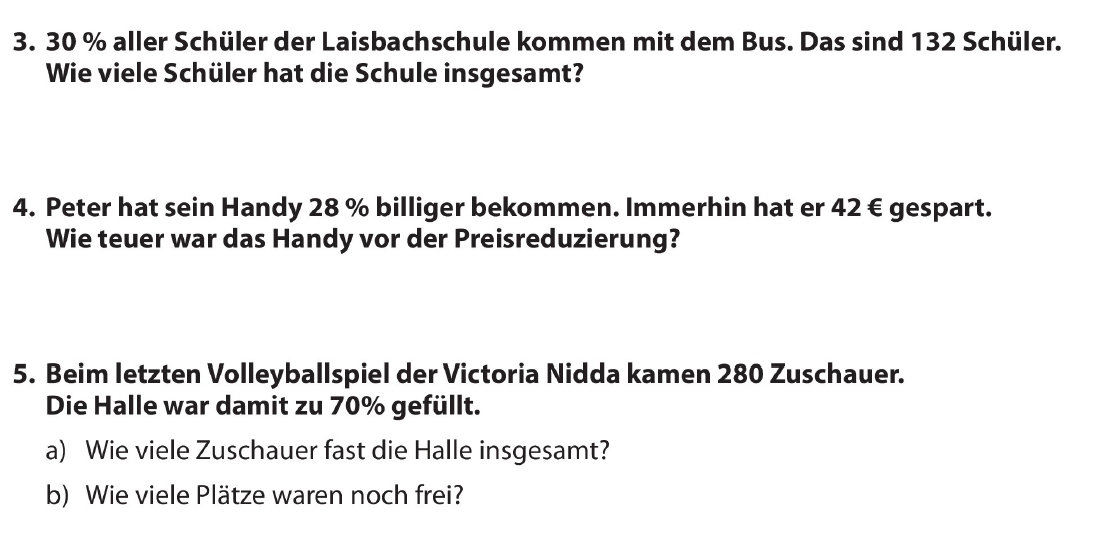 3. 30 % aller Schüler der Laisbachschule kommen mit dem Bus. Das sind 132 Schüler.
Wie viele Schüler hat die Schule insgesamt?
4. Peter hat sein Handy 28 % billiger bekommen. Immerhin hat er 42 € gespart.
Wie teuer war das Handy vor der Preisreduzierung?
5. Beim letzten Volleyballspiel der Victoria Nidda kamen 280 Zuschauer.
Die Halle war damit zu 70% gefüllt.
a) Wie viele Zuschauer fast die Halle insgesamt?
b) Wie viele Plätze waren noch frei?